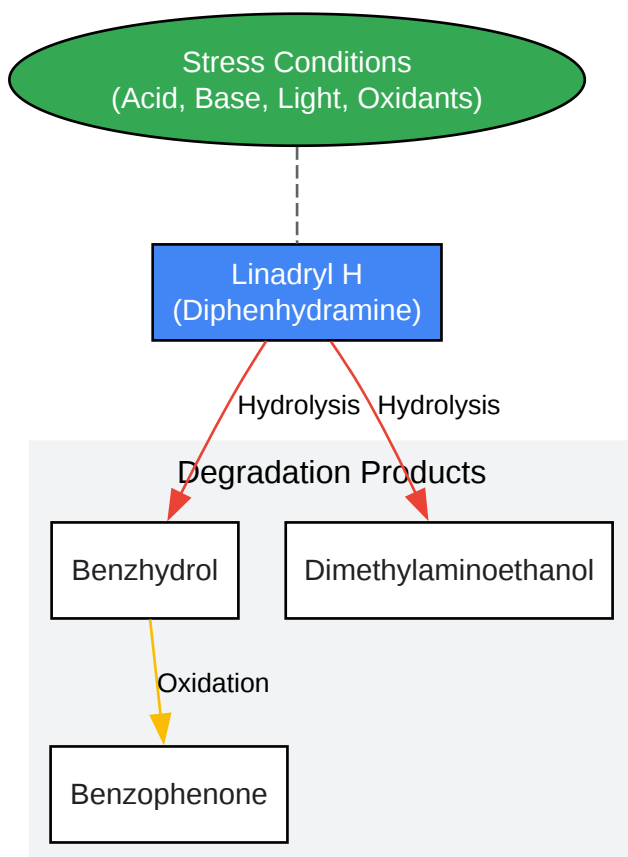 Stress Conditions
(Acid, Base, Light, Oxidants)
Linadryl H
(Diphenhydramine)
Hydrolysis
Hydrolysis
Degradation Products
Benzhydrol
Dimethylaminoethanol
Oxidation
Benzophenone